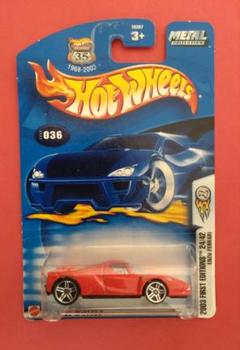 35
1968-2003
3+
METAL
COLLECTION
HOT WHEELS
036
2003 FIRST EDITIONS 24/42
ENZO FERRARI